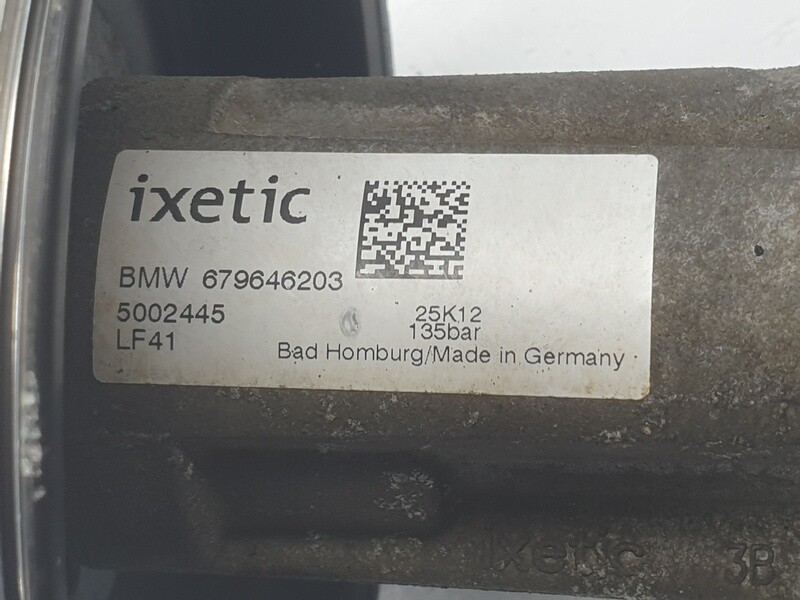 ixetic
BMW 679646203
5002445
25K12
LF41
135bar
Bad Homburg/Made in Germany
ixetic 3B